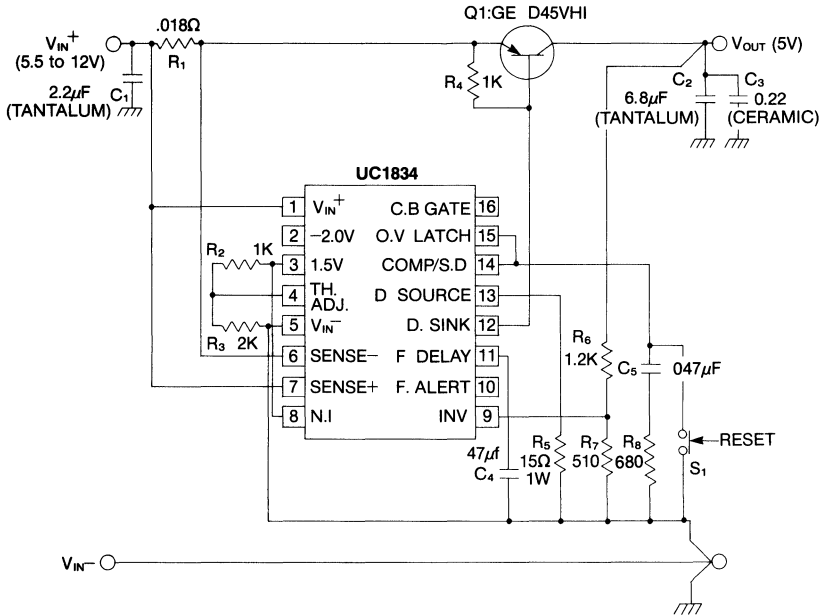 Q1:GE D45VHI
.018Ω
VIN+
(5.5 to 12V)
R1
2.2μF
(TANTALUM)
C1
R4
1K
VOUT (5V)
C2
C3
6.8μF
(TANTALUM)
0.22
(CERAMIC)
UC1834
1 VIN+
C.B GATE 16
2 −2.0V
O.V LATCH 15
R2
1K
3 1.5V
COMP/S.D 14
4 TH. ADJ.
D SOURCE 13
5 VIN−
D. SINK 12
R3 2K
6 SENSE−
F DELAY 11
7 SENSE+
F. ALERT 10
8 N.I
INV 9
R6
1.2K
C5
047μF
47μf
C4
R5
15Ω
1W
R7
510
R8
680
RESET
S1
VIN−